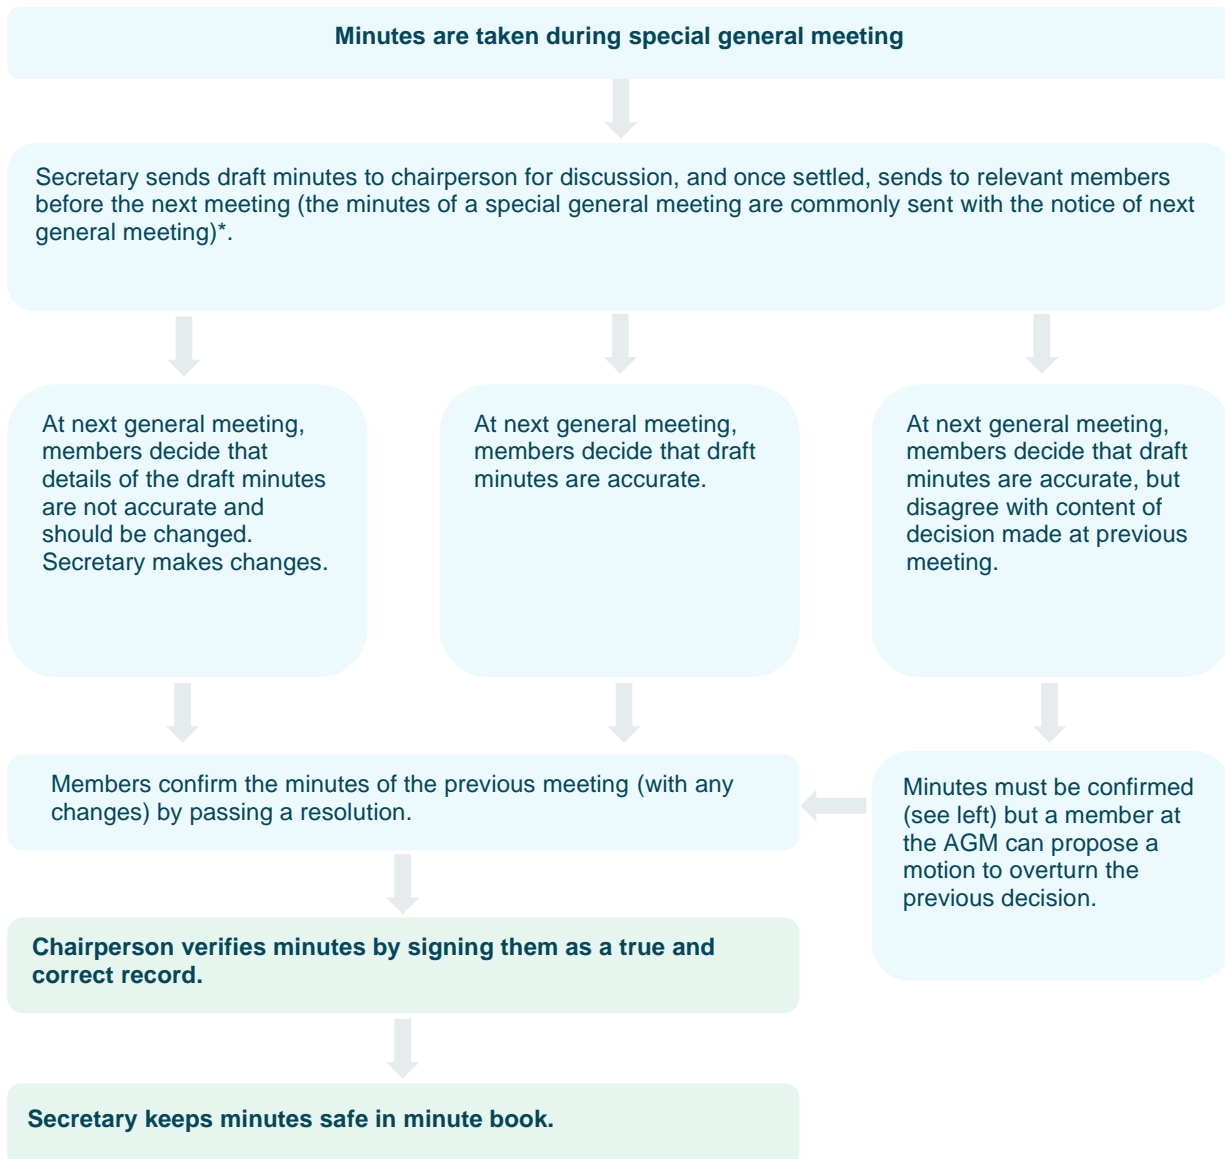 Minutes are taken during special general meeting
Secretary sends draft minutes to chairperson for discussion, and once settled, sends to relevant members
before the next meeting (the minutes of a special general meeting are commonly sent with the notice of next
general meeting)*.
At next general meeting,
members decide that
details of the draft minutes
are not accurate and
should be changed.
Secretary makes changes.
At next general meeting,
members decide that draft
minutes are accurate.
At next general meeting,
members decide that draft
minutes are accurate, but
disagree with content of
decision made at previous
meeting.
Members confirm the minutes of the previous meeting (with any
changes) by passing a resolution.
Minutes must be confirmed
(see left) but a member at
the AGM can propose a
motion to overturn the
previous decision.
Chairperson verifies minutes by signing them as a true and
correct record.
Secretary keeps minutes safe in minute book.